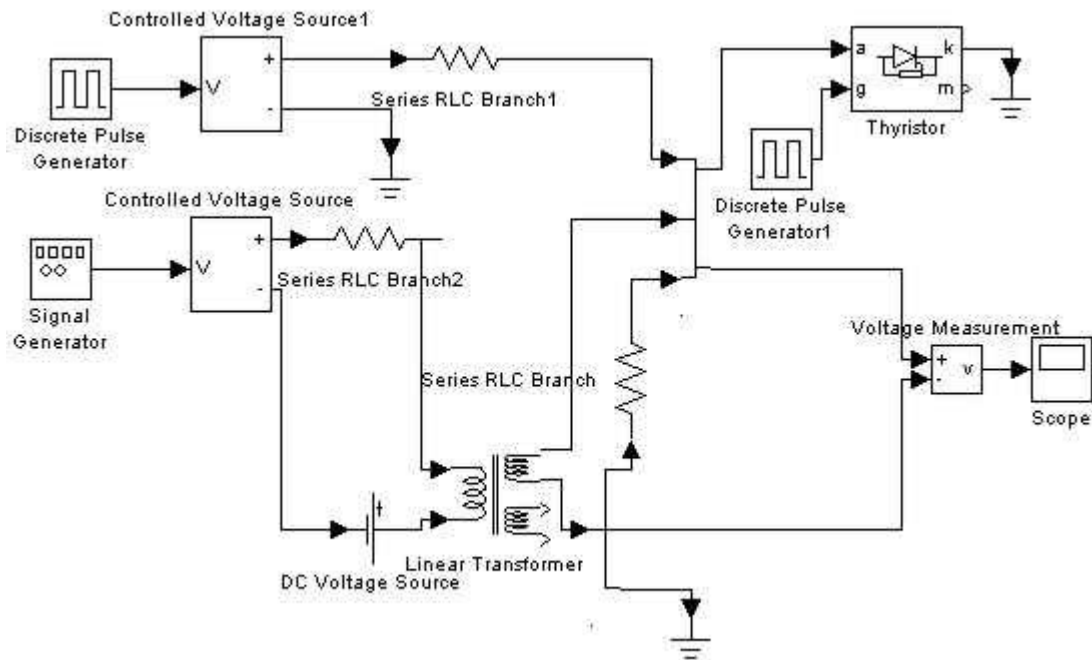 Controlled Voltage Source1
V
+
-
Discrete Pulse
Generator
Series RLC Branch1
a
k
g
m
Thyristor
Discrete Pulse
Generator1
Controlled Voltage Source
V
+
-
Signal
Generator
Series RLC Branch2
Series RLC Branch
Voltage Measurement
+
-
v
Scope
+
DC Voltage Source
Linear Transformer